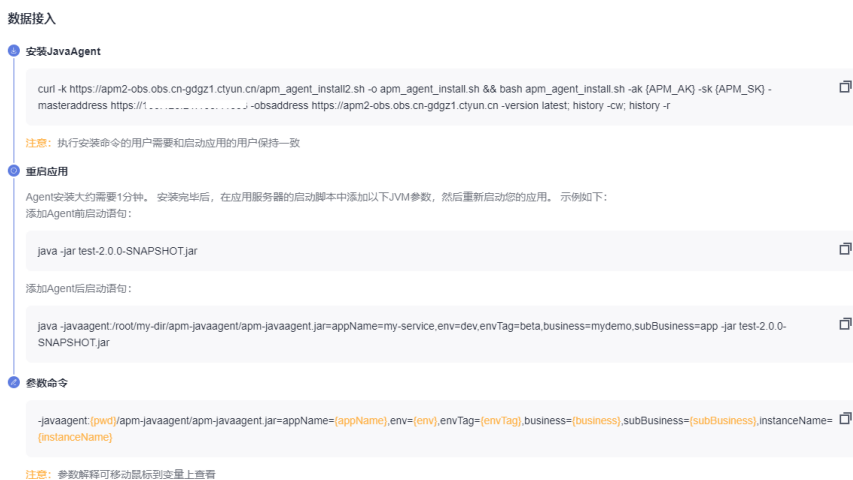 数据接入
安装JavaAgent
curl -k https://apm2-obs.obs.cn-gdgz1.ctyun.cn/apm_agent_install2.sh -o apm_agent_install.sh && bash apm_agent_install.sh -ak {APM_AK} -sk {APM_SK} -
masteraddress https:// -obsaddress https://apm2-obs.obs.cn-gdgz1.ctyun.cn -version latest; history -cw; history -r
注意：执行安装命令的用户需要和启动应用的用户保持一致
重启应用
Agent安装大约需要1分钟。 安装完毕后，在应用服务器的启动脚本中添加以下JVM参数，然后重新启动您的应用。 示例如下：
添加Agent前启动语句：
java -jar test-2.0.0-SNAPSHOT.jar
添加Agent后启动语句：
java -javaagent:/root/my-dir/apm-javaagent/apm-javaagent.jar=appName=my-service,env=dev,envTag=beta,business=mydemo,subBusiness=app -jar test-2.0.0-
SNAPSHOT.jar
参数命令
-javaagent:{pwd}/apm-javaagent/apm-javaagent.jar=appName={appName},env={env},envTag={envTag},business={business},subBusiness={subBusiness},instanceName=
{instanceName}
注意：参数解释可移动鼠标到变量上查看